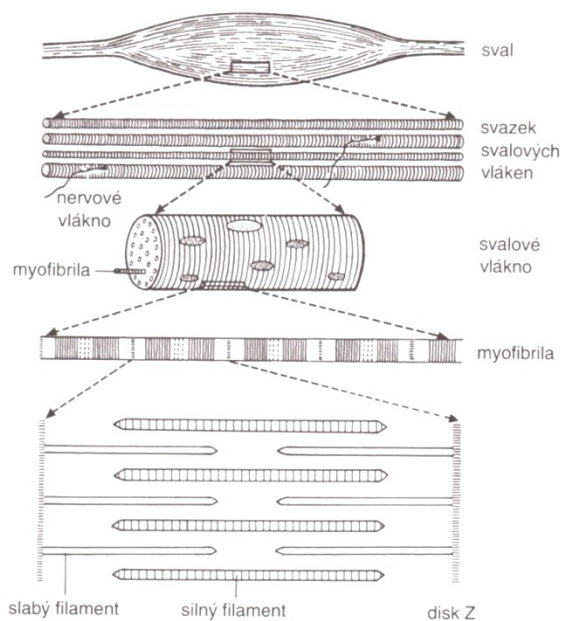 sval
svazek
svalových
vláken
nervové
vlákno
svalové
vlákno
myofibrila
myofibrila
slabý filament
silný filament
disk Z